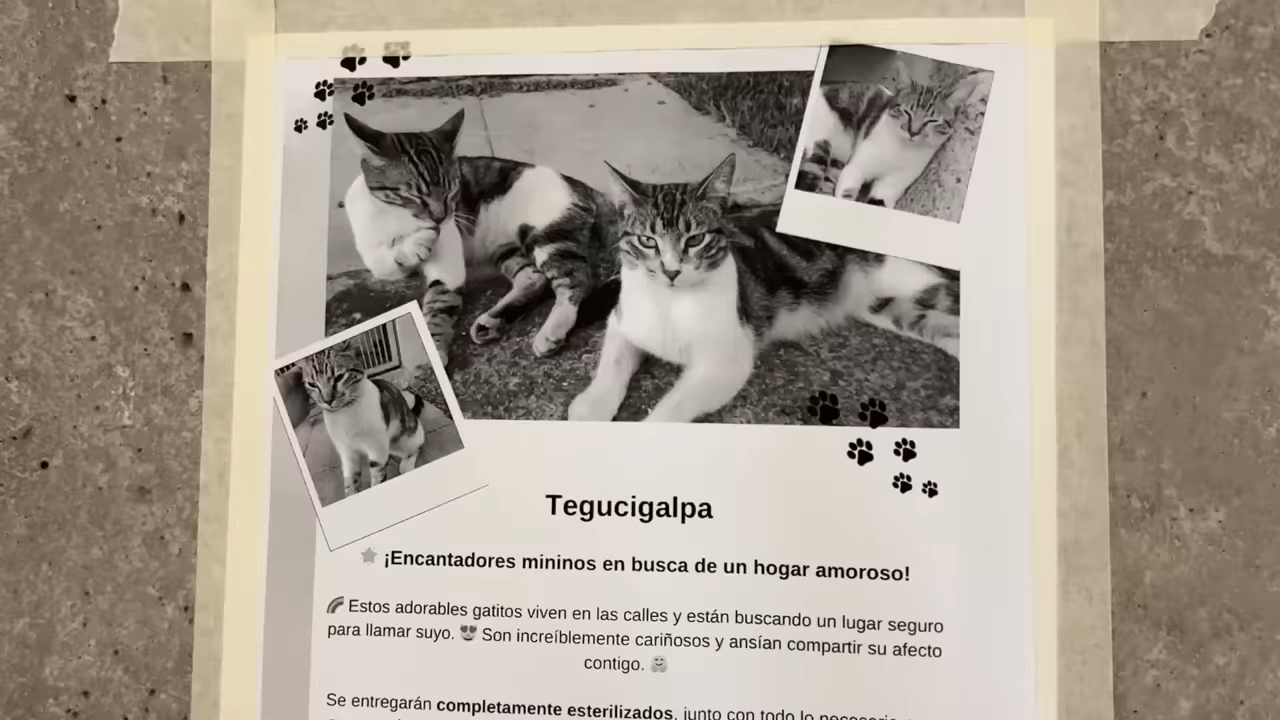 Tegucigalpa
¡Encantadores mininos en busca de un hogar amoroso!
Estos adorables gatitos viven en las calles y están buscando un lugar seguro
para llamar suyo. 😍 Son increíblemente cariñosos y ansían compartir su afecto
contigo. 🤗
Se entregarán completamente esterilizados, junto con todo lo necesario